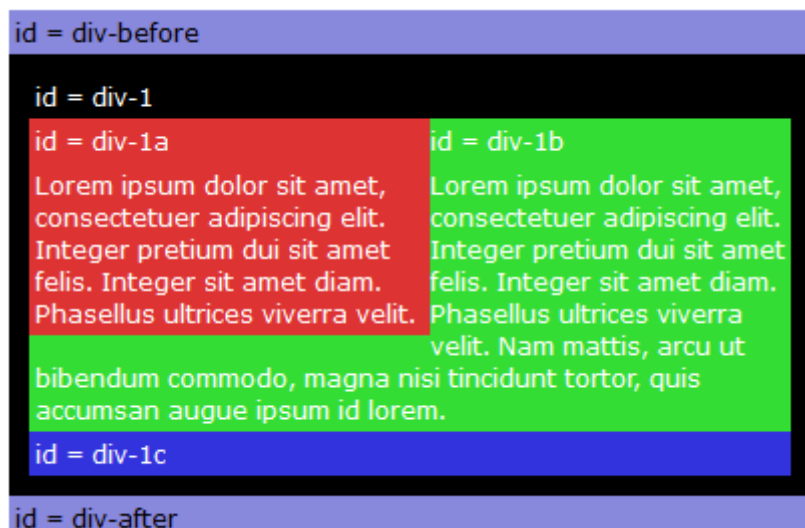 id = div-before
id = div-1
id = div-1a
Lorem ipsum dolor sit amet,
consectetuer adipiscing elit.
Integer pretium dui sit amet
felis. Integer sit amet diam.
Phasellus ultrices viverra velit.
id = div-1b
Lorem ipsum dolor sit amet,
consectetuer adipiscing elit.
Integer pretium dui sit amet
felis. Integer sit amet diam.
Phasellus ultrices viverra
velit. Nam mattis, arcu ut
bibendum commodo, magna nisi tincidunt tortor, quis
accumsan augue ipsum id lorem.
id = div-1c
id = div-after